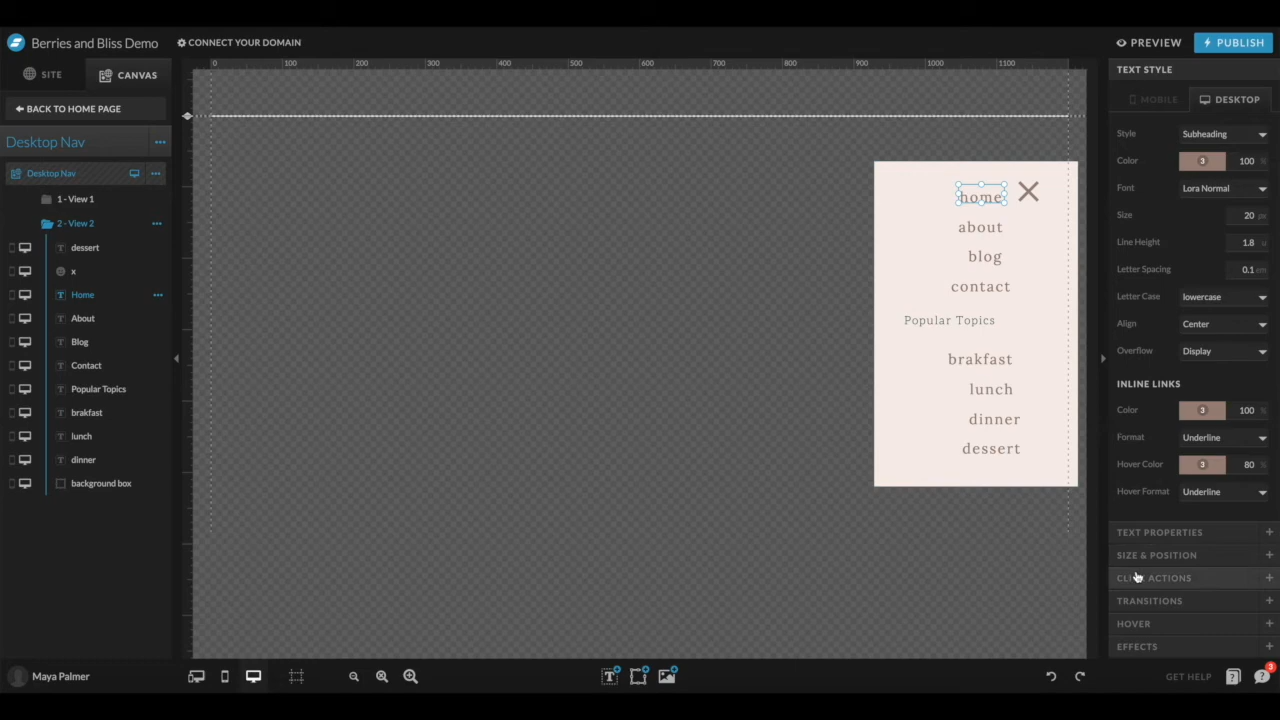 Berries and Bliss Demo
CONNECT YOUR DOMAIN
PREVIEW
PUBLISH
SITE
CANVAS
BACK TO HOME PAGE
Desktop Nav
Desktop Nav
1 - View 1
2 - View 2
dessert
x
Home
About
Blog
Contact
Popular Topics
brakfast
lunch
dinner
background box
0 100 200 300 400 500 600 700 800 900 1000 1100
home
about
blog
contact
Popular Topics
brakfast
lunch
dinner
dessert
TEXT STYLE
MOBILE
DESKTOP
Style Subheading
Color 3 100 %
Font Lora Normal
Size 20 px
Line Height 1.8 u
Letter Spacing 0.1 em
Letter Case lowercase
Align Center
Overflow Display
INLINE LINKS
Color 3 100 %
Format Underline
Hover Color 3 80 %
Hover Format Underline
TEXT PROPERTIES +
SIZE & POSITION +
CLICK ACTIONS +
TRANSITIONS +
HOVER +
EFFECTS +
Maya Palmer
T
GET HELP
?
?
3